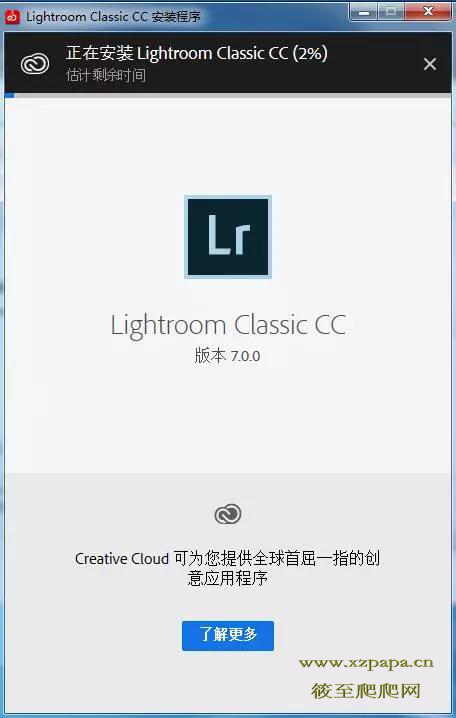 Lightroom Classic CC 安装程序
正在安装 Lightroom Classic CC (2%)
估计剩余时间
Lr
Lightroom Classic CC
版本 7.0.0
Creative Cloud 可为您提供全球首屈一指的创
意应用程序
了解更多
www.xzpapa.cn
筱至爬爬网